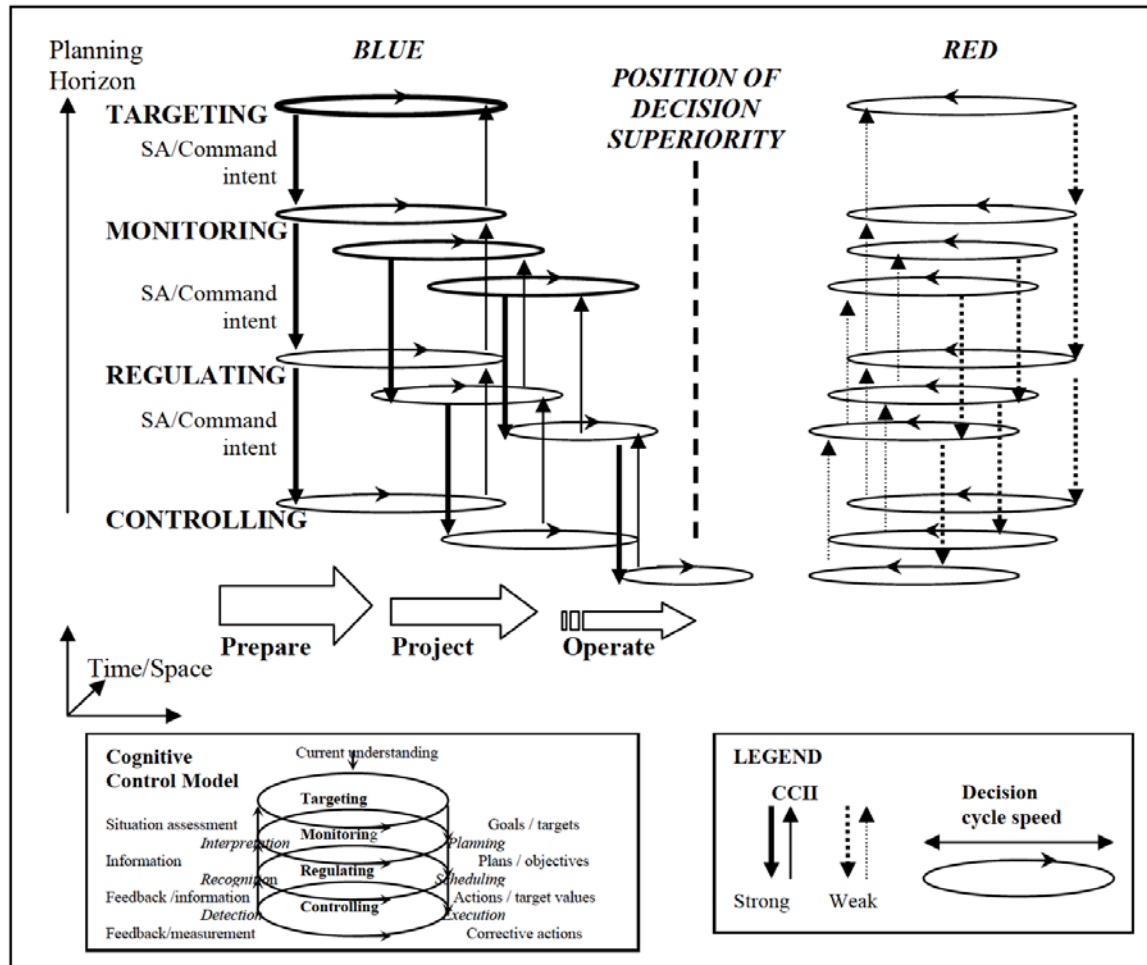 Planning
Horizon
BLUE
RED
POSITION OF
DECISION
SUPERIORITY
TARGETING
SA/Command
intent
MONITORING
SA/Command
intent
REGULATING
SA/Command
intent
CONTROLLING
Prepare
Project
Operate
Time/Space
Cognitive
Control Model
Current understanding
Targeting
Situation assessment
Monitoring
Goals / targets
Interpretation
Planning
Information
Regulating
Plans / objectives
Recognition
Scheduling
Feedback /information
Controlling
Actions / target values
Detection
Execution
Feedback/measurement
Corrective actions
LEGEND
CCII
Decision
cycle speed
Strong
Weak